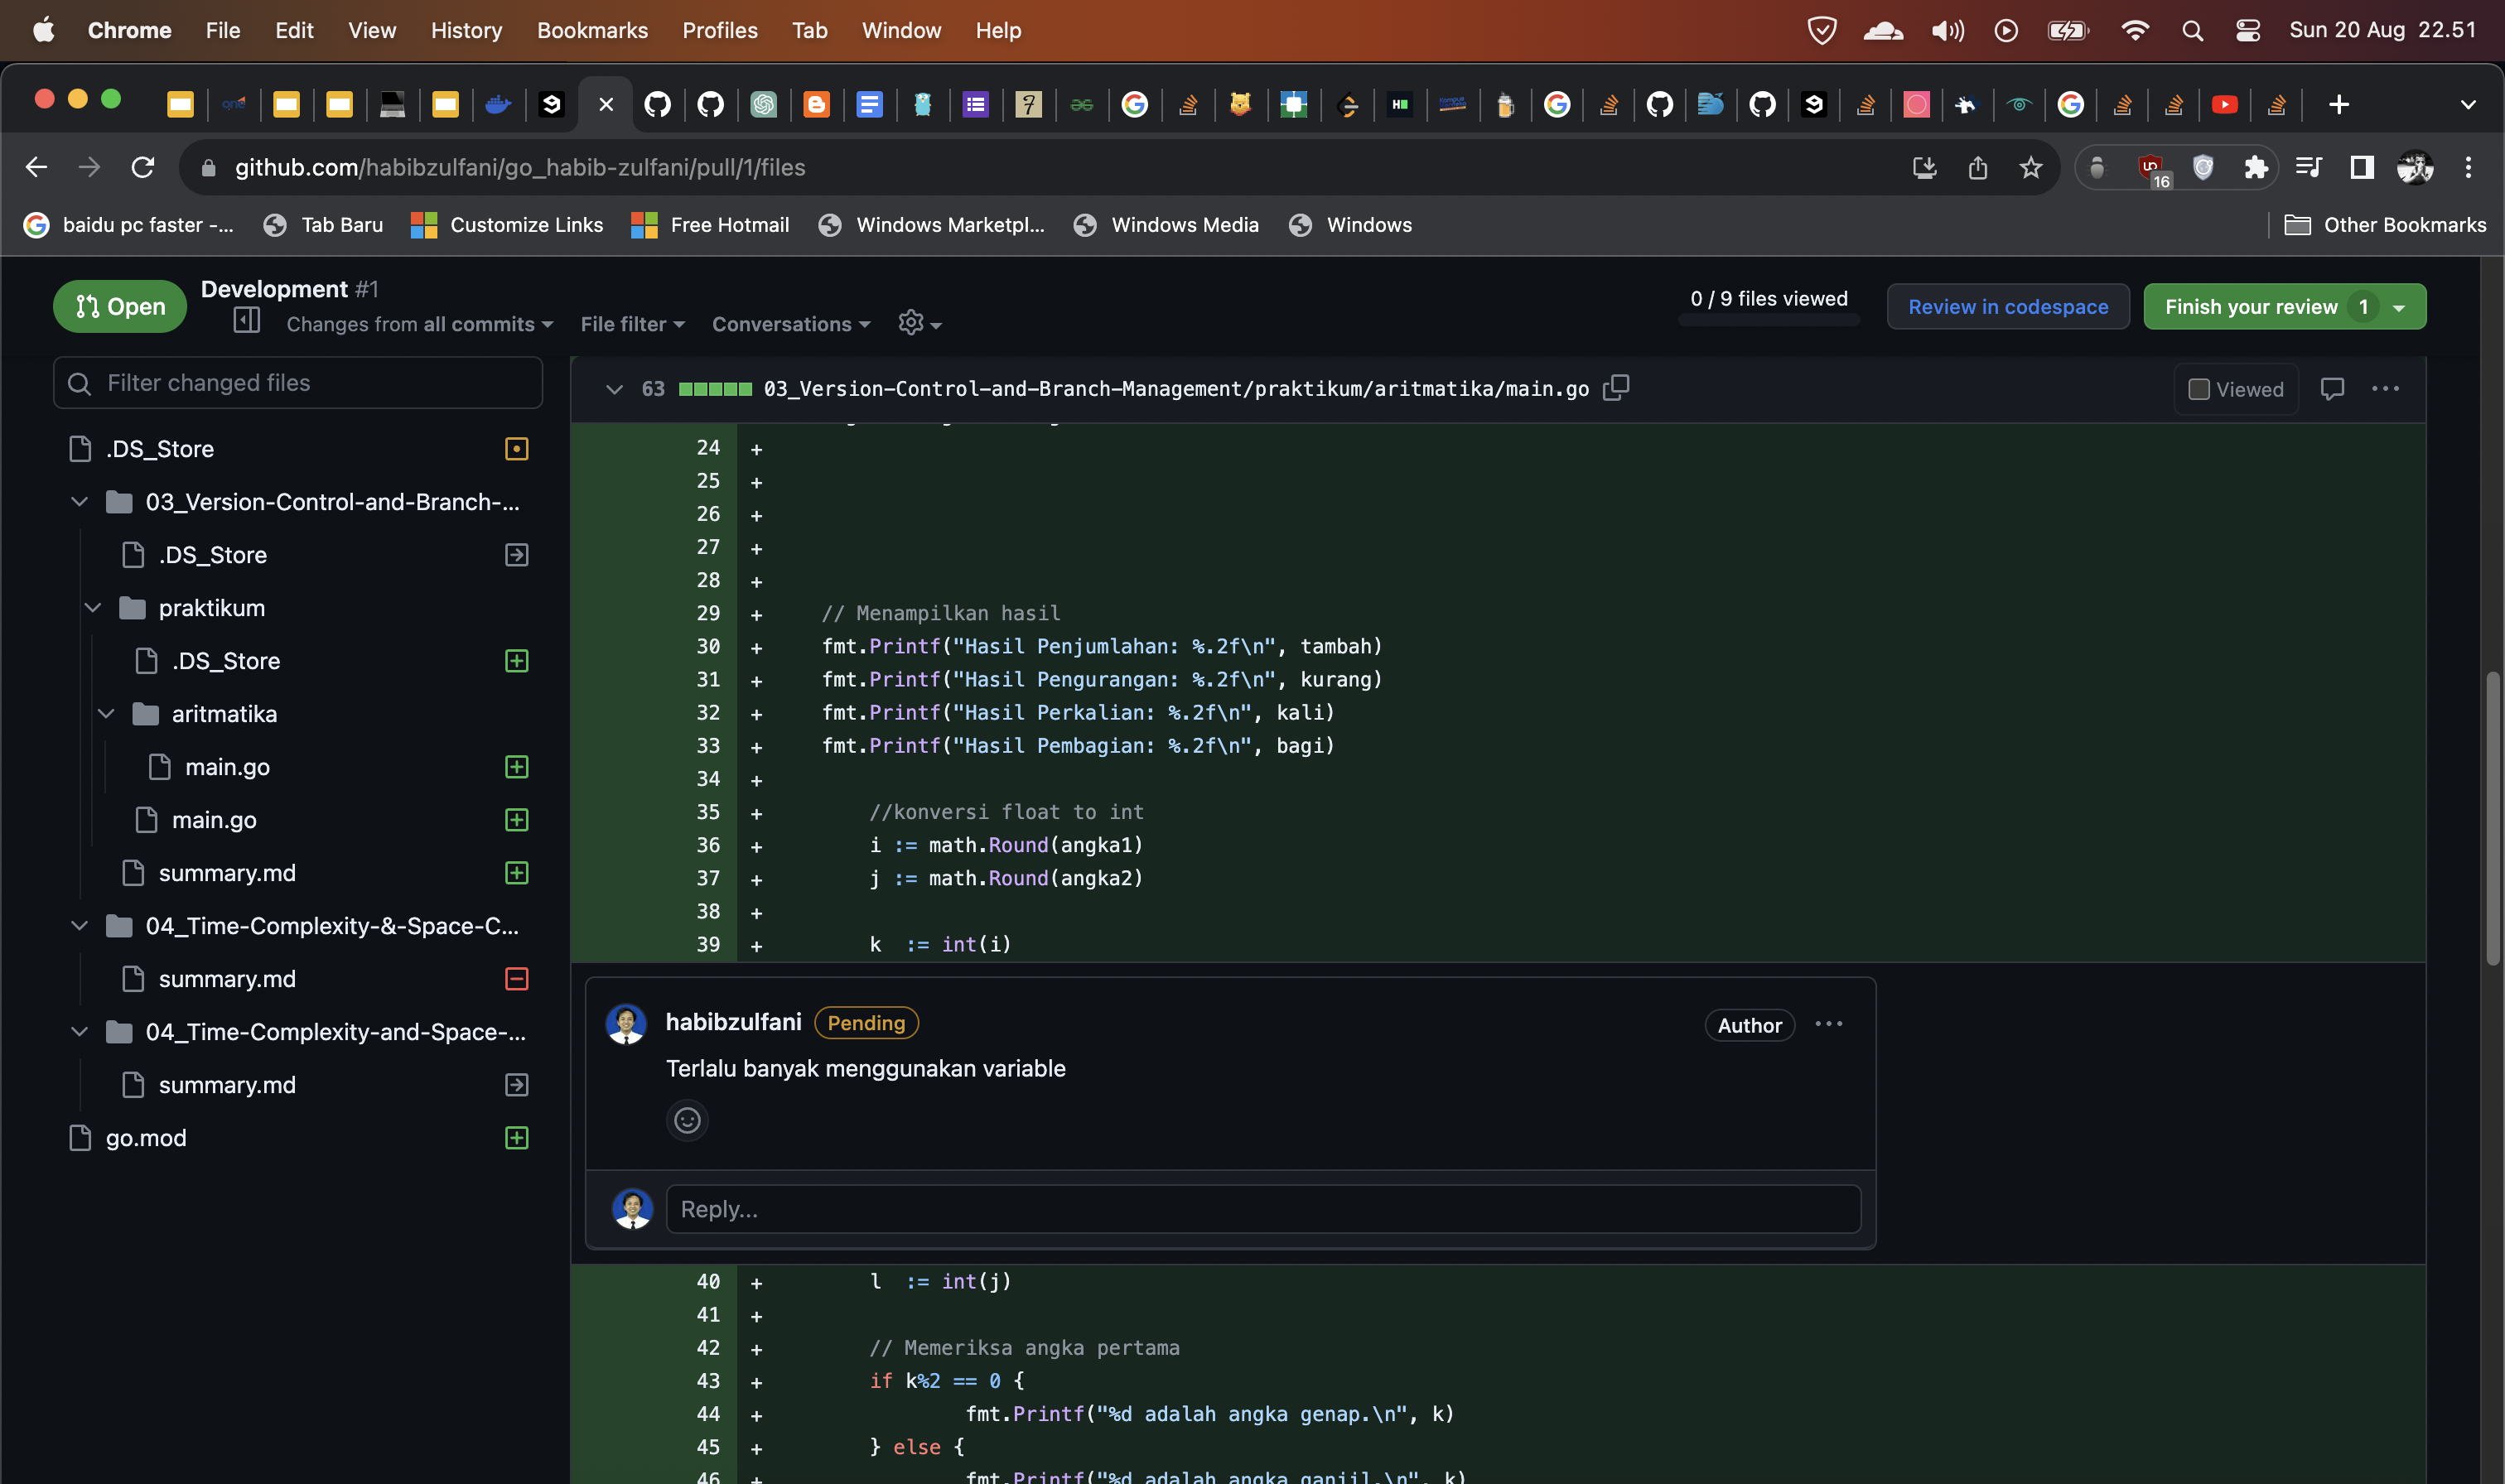 Chrome File Edit View History Bookmarks Profiles Tab Window Help Sun 20 Aug 22.51
github.com/habibzulfani/go_habib-zulfani/pull/1/files 16
baidu pc faster -... Tab Baru Customize Links Free Hotmail Windows Marketpl... Windows Media Windows Other Bookmarks
Open Development #1
Changes from all commits File filter Conversations
0 / 9 files viewed Review in codespace Finish your review 1
Filter changed files
.DS_Store
03_Version-Control-and-Branch-...
.DS_Store
praktikum
.DS_Store
aritmatika
main.go
main.go
summary.md
04_Time-Complexity-&-Space-C...
summary.md
04_Time-Complexity-and-Space-...
summary.md
go.mod
63 03_Version-Control-and-Branch-Management/praktikum/aritmatika/main.go Viewed
24 +
25 +
26 +
27 +
28 +
29 + // Menampilkan hasil
30 + fmt.Printf("Hasil Penjumlahan: %.2f\n", tambah)
31 + fmt.Printf("Hasil Pengurangan: %.2f\n", kurang)
32 + fmt.Printf("Hasil Perkalian: %.2f\n", kali)
33 + fmt.Printf("Hasil Pembagian: %.2f\n", bagi)
34 +
35 + //konversi float to int
36 + i := math.Round(angka1)
37 + j := math.Round(angka2)
38 +
39 + k := int(i)
habibzulfani Pending Author
Terlalu banyak menggunakan variable
Reply...
40 + l := int(j)
41 +
42 + // Memeriksa angka pertama
43 + if k%2 == 0 {
44 + fmt.Printf("%d adalah angka genap.\n", k)
45 + } else {
46 + fmt.Printf("%d adalah angka ganjil.\n", k)